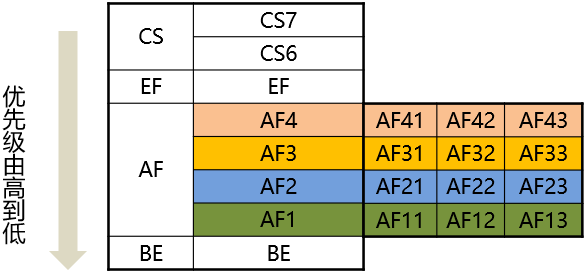 优先级由高到低
CS CS7
CS6
EF EF
AF AF4 AF41 AF42 AF43
AF3 AF31 AF32 AF33
AF2 AF21 AF22 AF23
AF1 AF11 AF12 AF13
BE BE